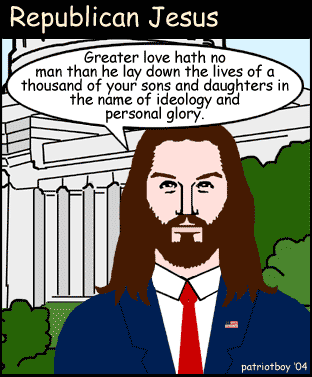 Republican Jesus
Greater love hath no
man than he lay down the lives of a
thousand of your sons and daughters in
the name of ideology and
personal glory.
patriotboy '04